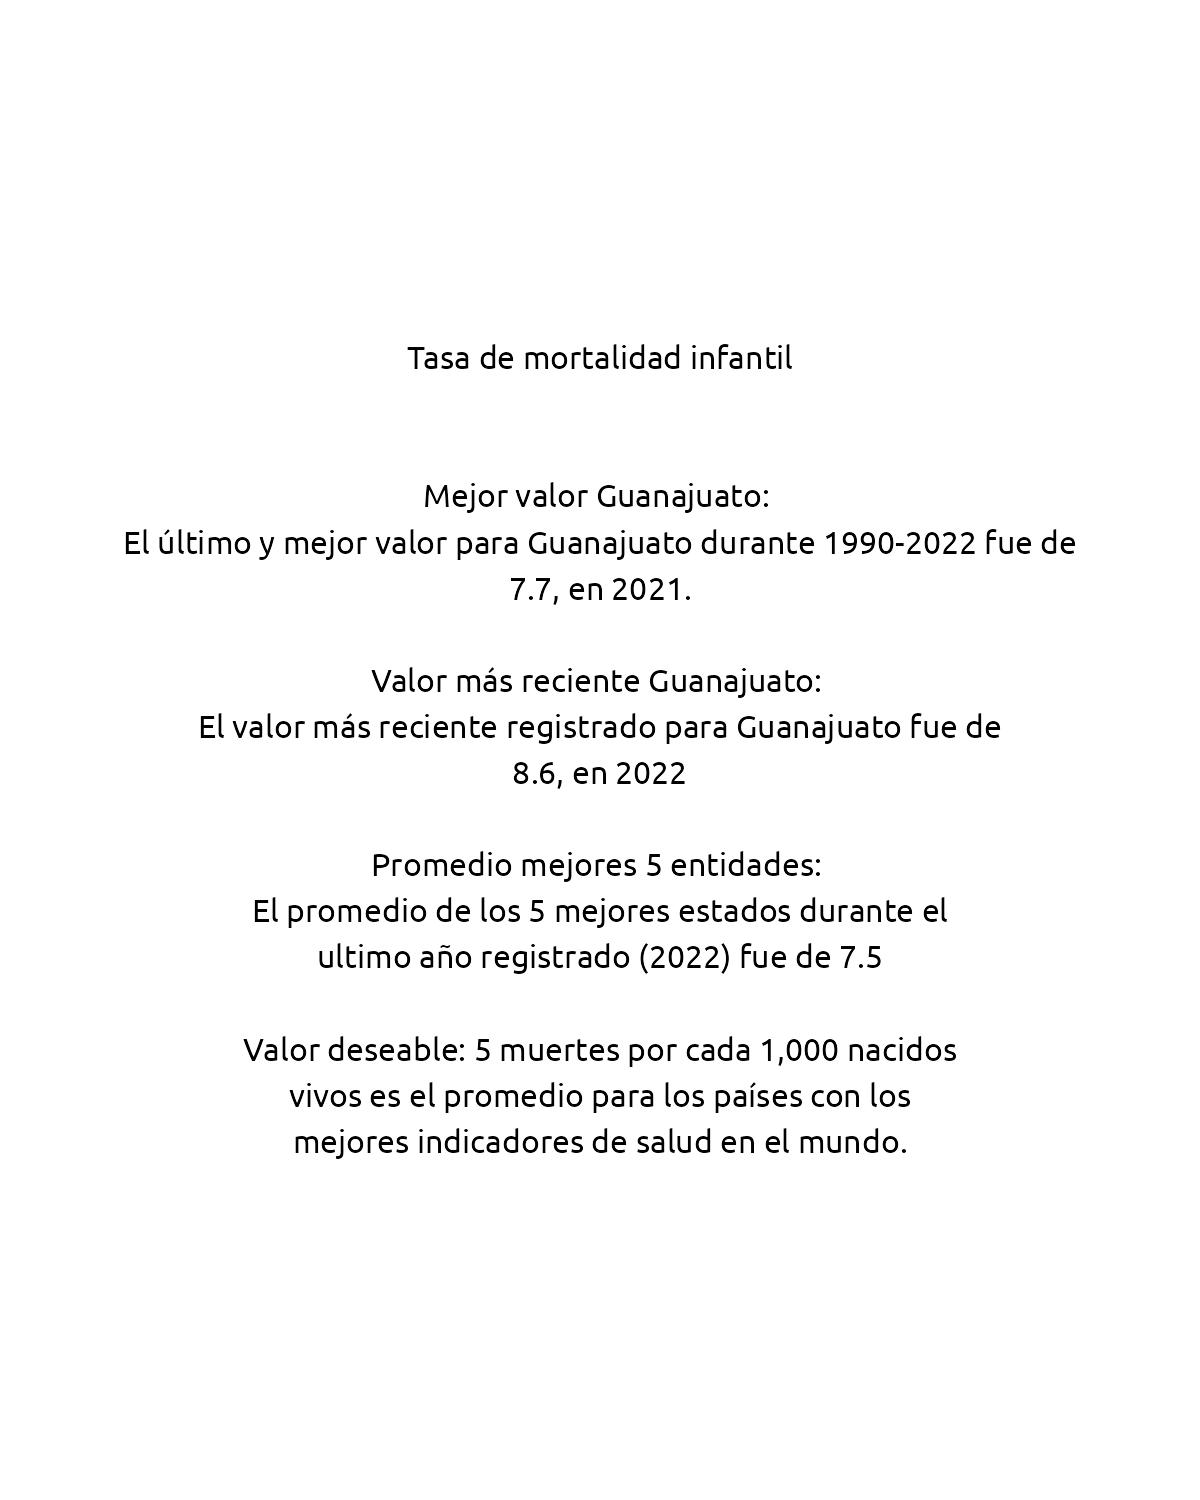 Tasa de mortalidad infantil
Mejor valor Guanajuato:
El último y mejor valor para Guanajuato durante 1990-2022 fue de
7.7, en 2021.
Valor más reciente Guanajuato:
El valor más reciente registrado para Guanajuato fue de
8.6, en 2022
Promedio mejores 5 entidades:
El promedio de los 5 mejores estados durante el
ultimo año registrado (2022) fue de 7.5
Valor deseable: 5 muertes por cada 1,000 nacidos
vivos es el promedio para los países con los
mejores indicadores de salud en el mundo.